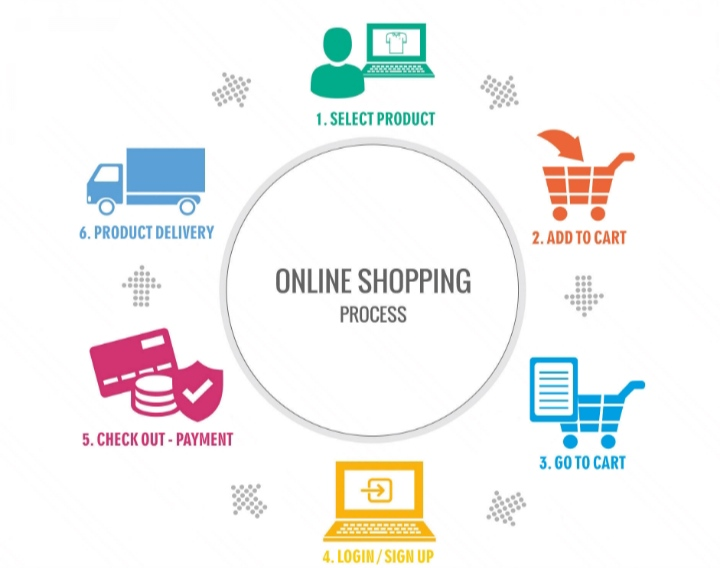 1. SELECT PRODUCT
2. ADD TO CART
3. GO TO CART
4. LOGIN / SIGN UP
5. CHECK OUT - PAYMENT
6. PRODUCT DELIVERY
ONLINE SHOPPING
PROCESS